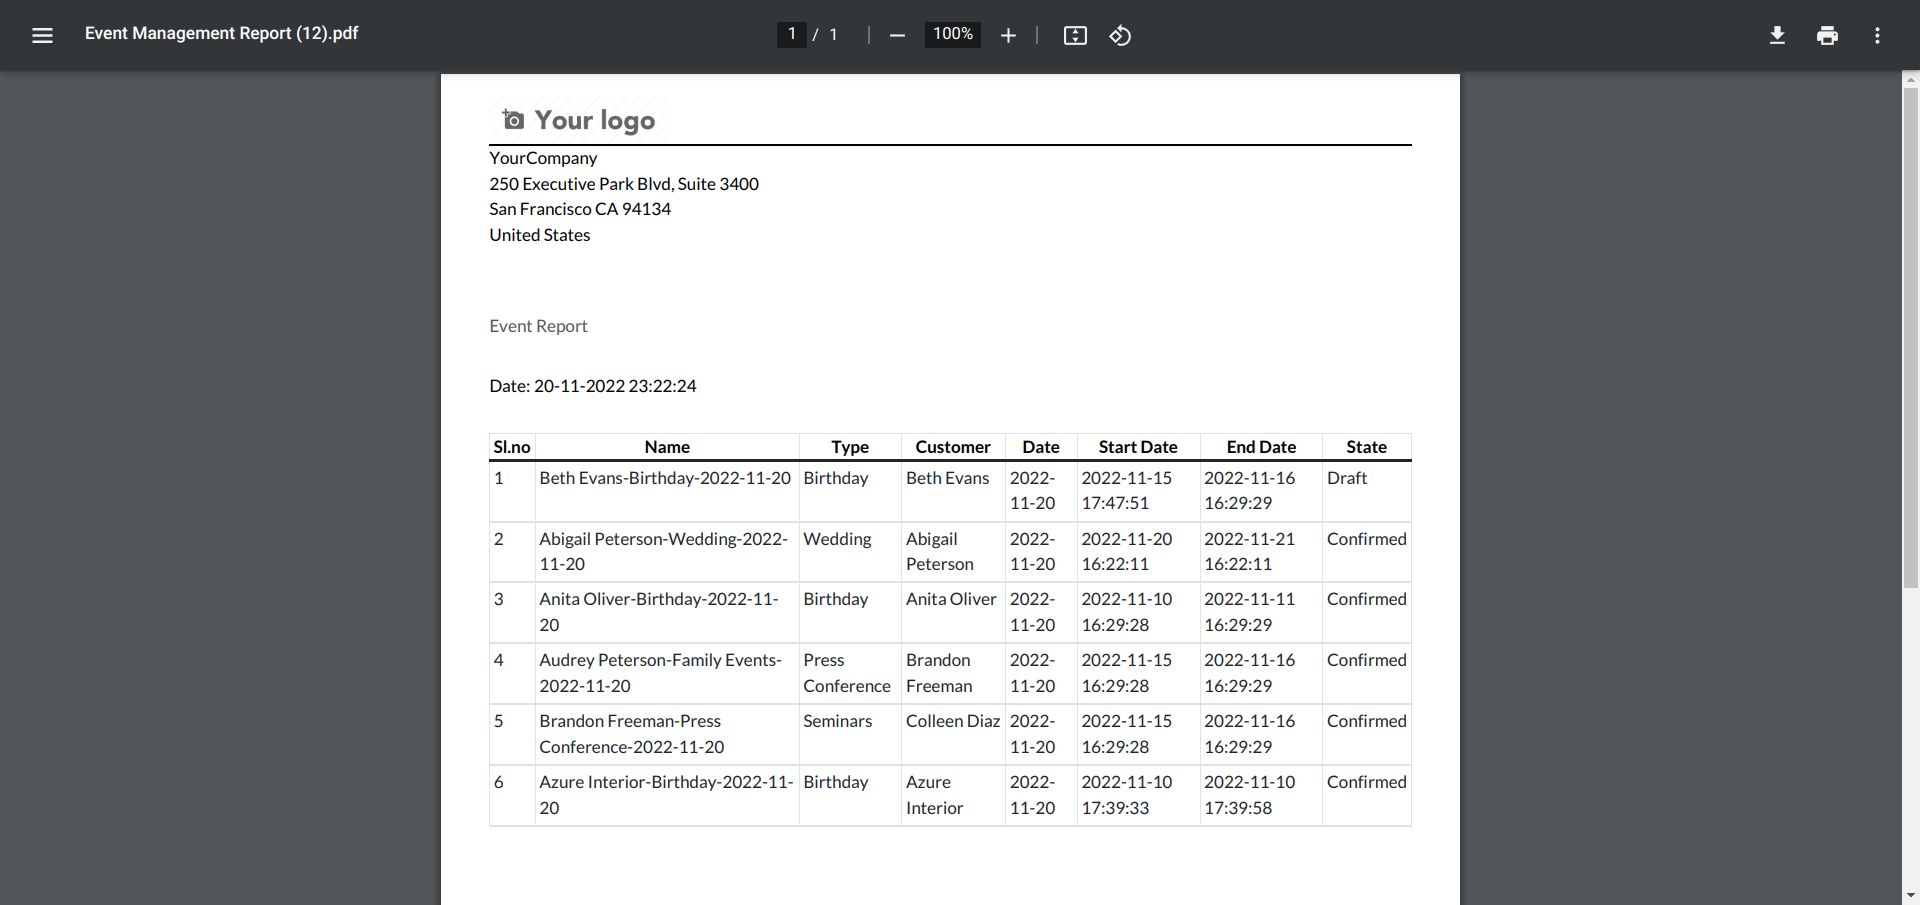 Event Management Report (12).pdf
1 / 1
100%
Your logo
YourCompany
250 Executive Park Blvd, Suite 3400
San Francisco CA 94134
United States
Event Report
Date: 20-11-2022 23:22:24
Sl.no Name Type Customer Date Start Date End Date State
1 Beth Evans-Birthday-2022-11-20 Birthday Beth Evans 2022- 2022-11-15 2022-11-16 Draft
11-20 17:47:51 16:29:29
2 Abigail Peterson-Wedding-2022- Wedding Abigail 2022- 2022-11-20 2022-11-21 Confirmed
11-20 Peterson 11-20 16:22:11 16:22:11
3 Anita Oliver-Birthday-2022-11- Birthday Anita Oliver 2022- 2022-11-10 2022-11-11 Confirmed
20 11-20 16:29:28 16:29:29
4 Audrey Peterson-Family Events- Press Brandon 2022- 2022-11-15 2022-11-16 Confirmed
2022-11-20 Conference Freeman 11-20 16:29:28 16:29:29
5 Brandon Freeman-Press Seminars Colleen Diaz 2022- 2022-11-15 2022-11-16 Confirmed
Conference-2022-11-20 11-20 16:29:28 16:29:29
6 Azure Interior-Birthday-2022-11- Birthday Azure 2022- 2022-11-10 2022-11-10 Confirmed
20 Interior 11-20 17:39:33 17:39:58